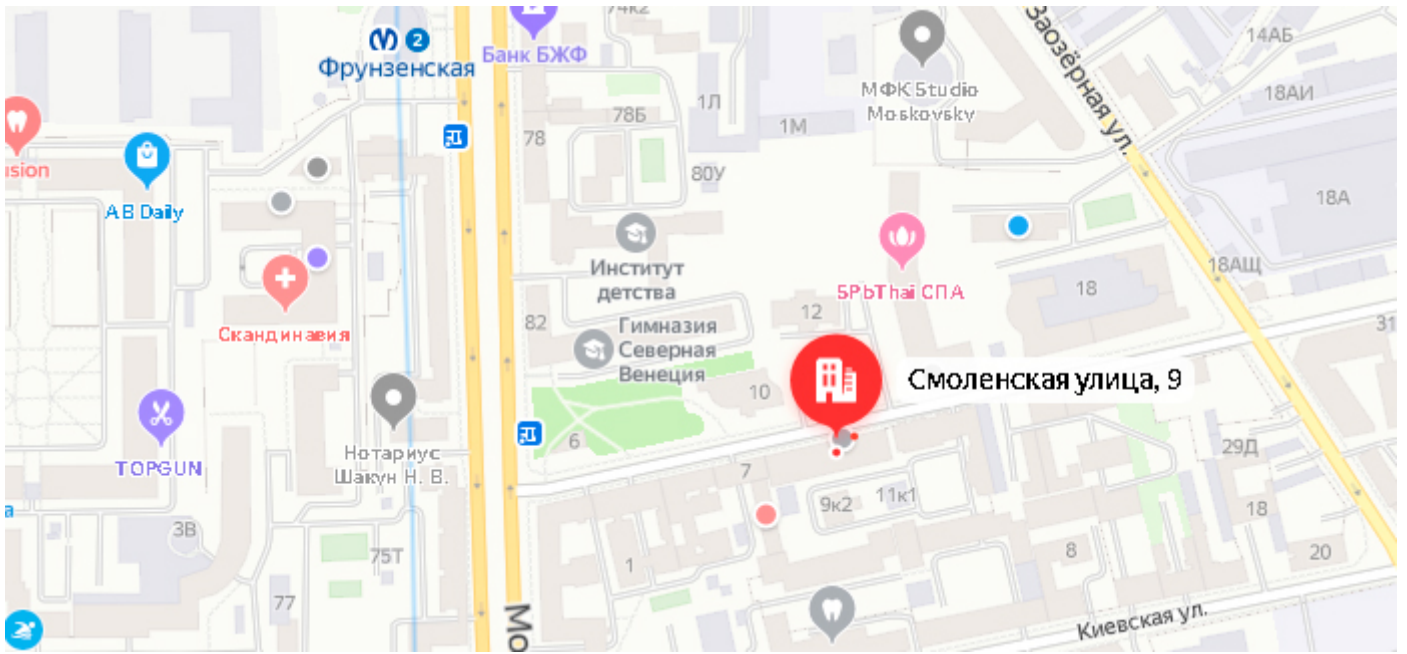 74к2
Банк БЖФ
2
Фрунзенская
Заозёрная ул.
14АБ
МФК Studio
Moskovsky
18АИ
1Л
78Б
1М
78
usion
80У
18А
AB Daily
Институт
детства
SPbThai СПА
18АЩ
18
12
31
82
Скандинавия
Гимназия
Северная
Венеция
10
Смоленская улица, 9
6
TOPGUN
Нотариус
Шакун Н. В.
7
29Д
9к2
11к1
а
3В
75Т
1
8
18
20
77
Мо
Киевская ул.